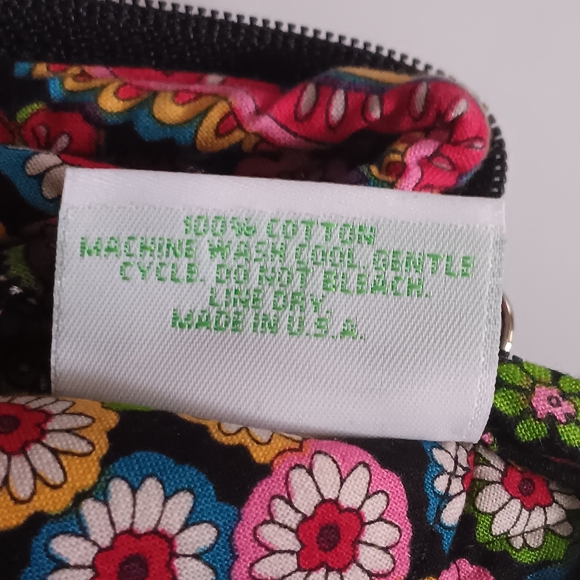 100% COTTON
MACHINE WASH COOL, GENTLE
CYCLE. DO NOT BLEACH.
LINE DRY.
MADE IN U.S.A.